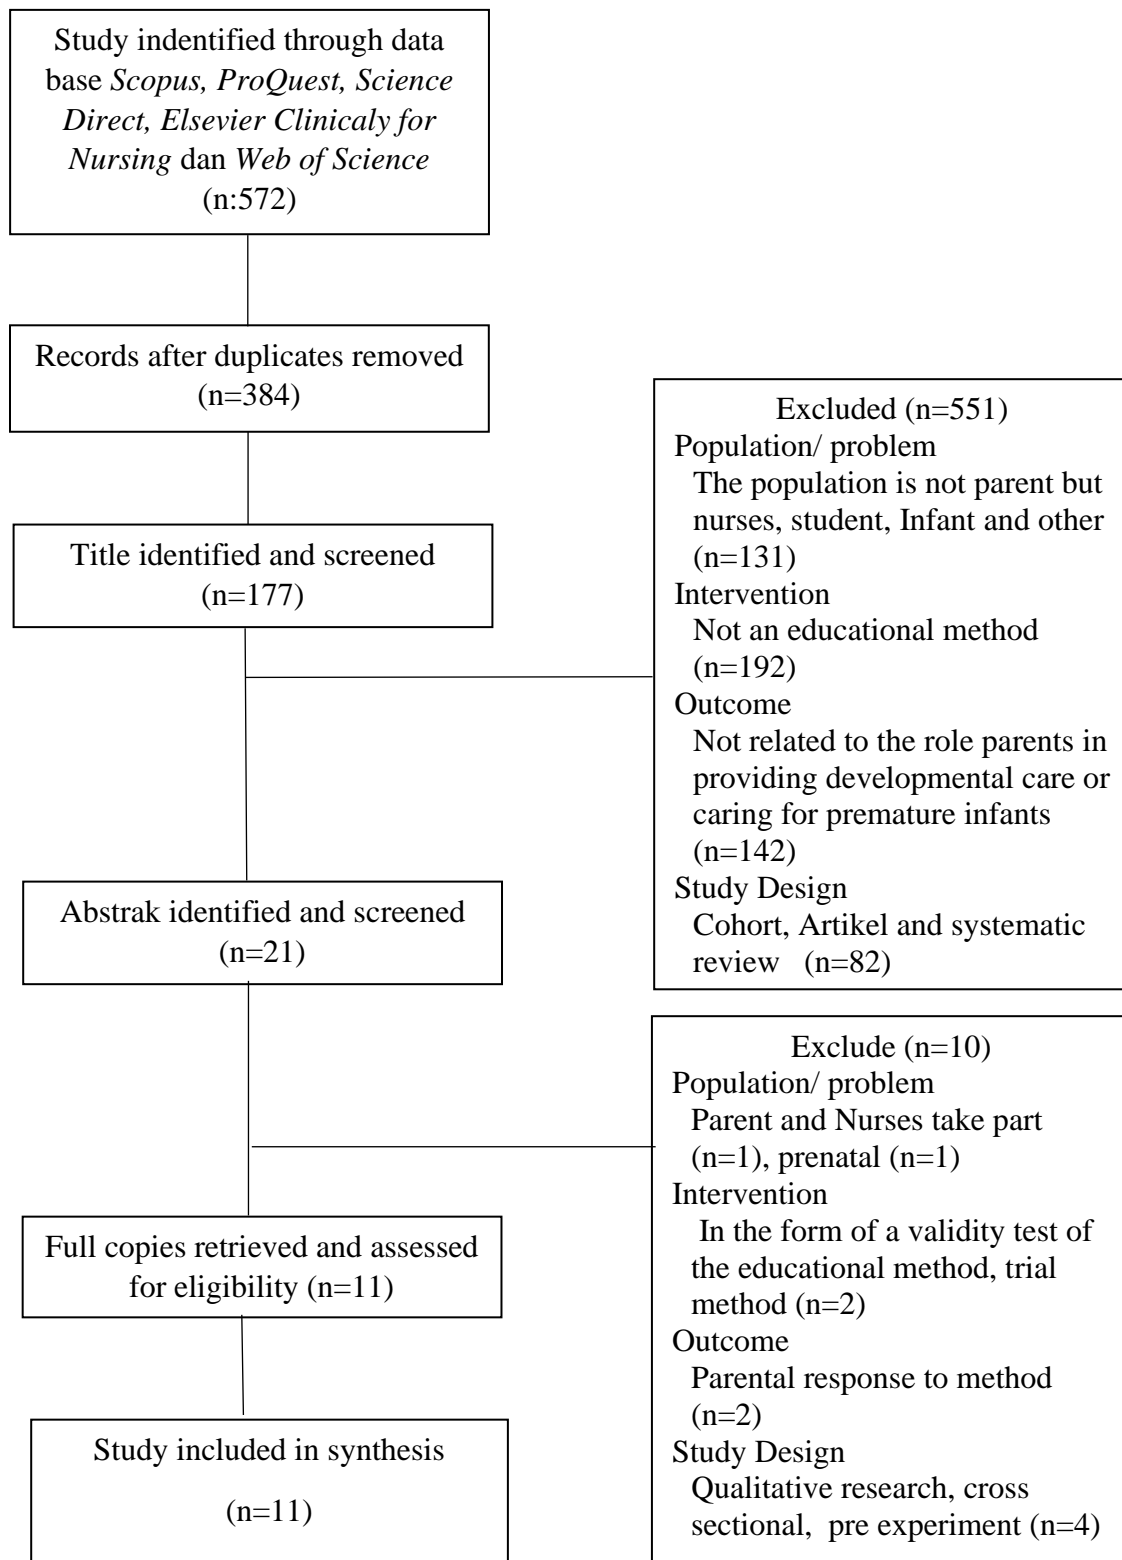 Study indentified through data
base Scopus, ProQuest, Science
Direct, Elsevier Clinicaly for
Nursing dan Web of Science
(n:572)
Records after duplicates removed
(n=384)
Title identified and screened
(n=177)
Excluded (n=551)
Population/ problem
The population is not parent but
nurses, student, Infant and other
(n=131)
Intervention
Not an educational method
(n=192)
Outcome
Not related to the role parents in
providing developmental care or
caring for premature infants
(n=142)
Study Design
Cohort, Artikel and systematic
review (n=82)
Abstrak identified and screened
(n=21)
Exclude (n=10)
Population/ problem
Parent and Nurses take part
(n=1), prenatal (n=1)
Intervention
In the form of a validity test of
the educational method, trial
method (n=2)
Outcome
Parental response to method
(n=2)
Study Design
Qualitative research, cross
sectional, pre experiment (n=4)
Full copies retrieved and assessed
for eligibility (n=11)
Study included in synthesis
(n=11)